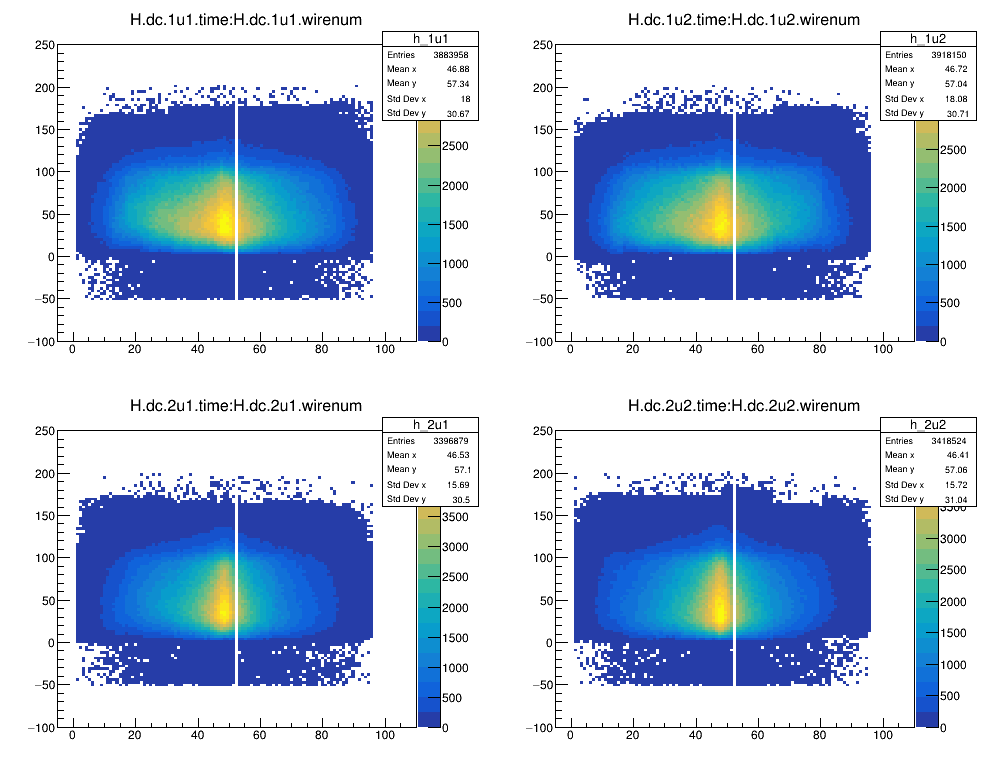 H.dc.1u1.time:H.dc.1u1.wirenum
h_1u1
Entries 3883958
Mean x 46.88
Mean y 57.34
Std Dev x 18
Std Dev y 30.67
250
200
150
100
50
0
−50
−100
0 20 40 60 80 100
2500
2000
1500
1000
500
0
H.dc.1u2.time:H.dc.1u2.wirenum
h_1u2
Entries 3918150
Mean x 46.72
Mean y 57.04
Std Dev x 18.08
Std Dev y 30.71
250
200
150
100
50
0
−50
−100
0 20 40 60 80 100
2500
2000
1500
1000
500
0
H.dc.2u1.time:H.dc.2u1.wirenum
h_2u1
Entries 3396879
Mean x 46.53
Mean y 57.1
Std Dev x 15.69
Std Dev y 30.5
250
200
150
100
50
0
−50
−100
0 20 40 60 80 100
3500
3000
2500
2000
1500
1000
500
0
H.dc.2u2.time:H.dc.2u2.wirenum
h_2u2
Entries 3418524
Mean x 46.41
Mean y 57.06
Std Dev x 15.72
Std Dev y 31.04
250
200
150
100
50
0
−50
−100
0 20 40 60 80 100
3500
3000
2500
2000
1500
1000
500
0